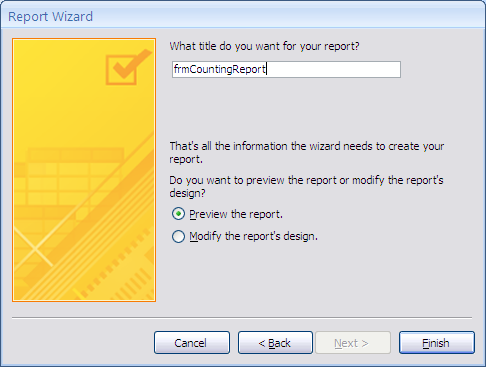 Report Wizard
What title do you want for your report?
frmCountingReport
That's all the information the wizard needs to create your
report.
Do you want to preview the report or modify the report's
design?
Preview the report.
Modify the report's design.
Cancel
< Back
Next >
Finish